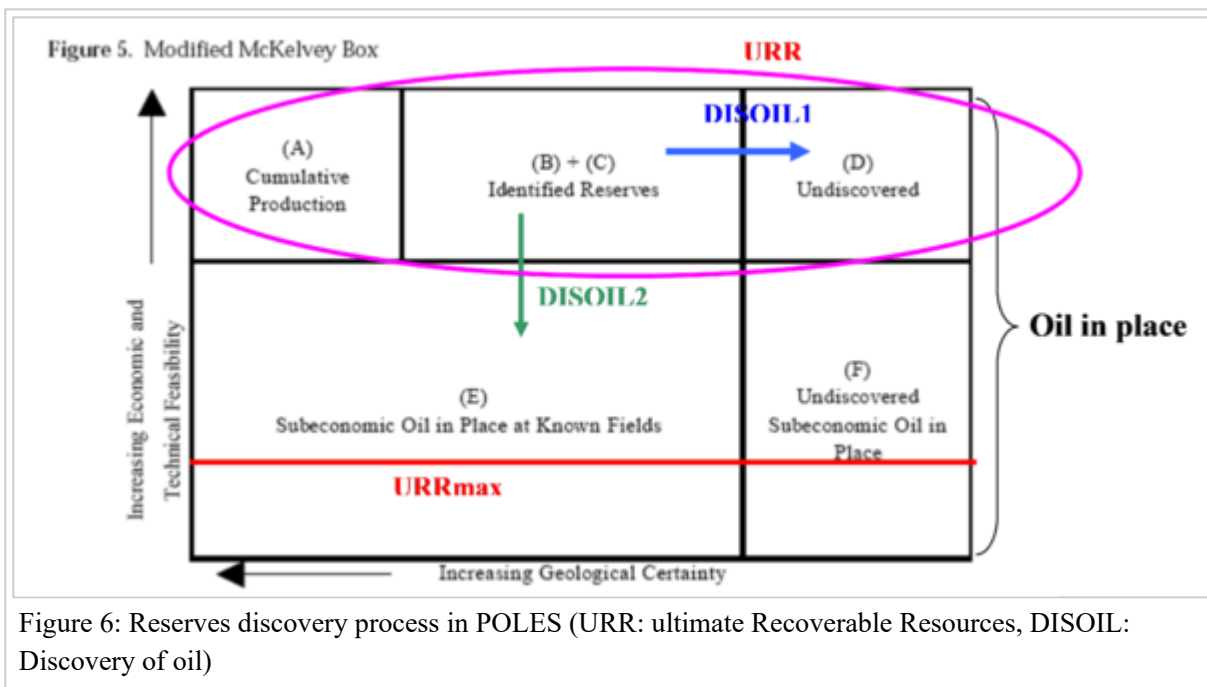 Figure 5. Modified McKelvey Box
URR
DISOIL1
(A)
Cumulative
Production
(B) + (C)
Identified Reserves
(D)
Undiscovered
DISOIL2
Oil in place
Increasing Economic and
Technical Feasibility
(E)
Subeconomic Oil in Place at Known Fields
(F)
Undiscovered
Subeconomic Oil in
Place
URRmax
Increasing Geological Certainty
Figure 6: Reserves discovery process in POLES (URR: ultimate Recoverable Resources, DISOIL:
Discovery of oil)